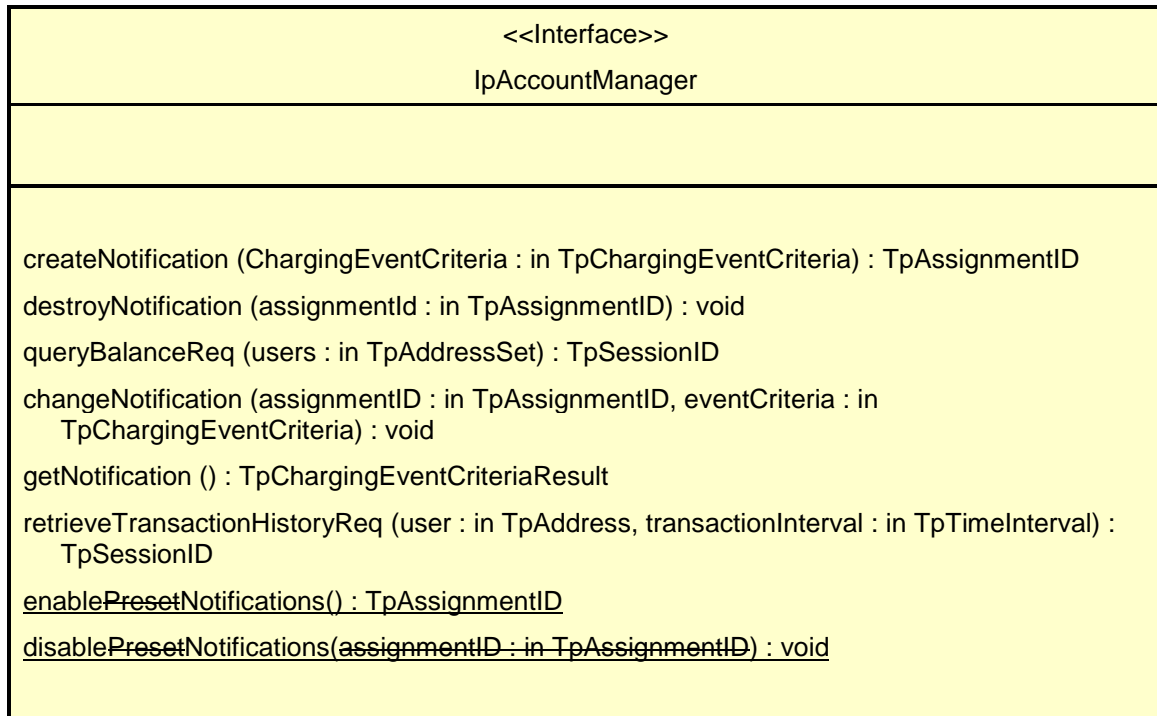 <<Interface>>
IpAccountManager
createNotification (ChargingEventCriteria : in TpChargingEventCriteria) : TpAssignmentID
destroyNotification (assignmentId : in TpAssignmentID) : void
queryBalanceReq (users : in TpAddressSet) : TpSessionID
changeNotification (assignmentID : in TpAssignmentID, eventCriteria : in
TpChargingEventCriteria) : void
getNotification () : TpChargingEventCriteriaResult
retrieveTransactionHistoryReq (user : in TpAddress, transactionInterval : in TpTimeInterval) :
TpSessionID
enablePresetNotifications() : TpAssignmentID
disablePresetNotifications(assignmentID : in TpAssignmentID) : void